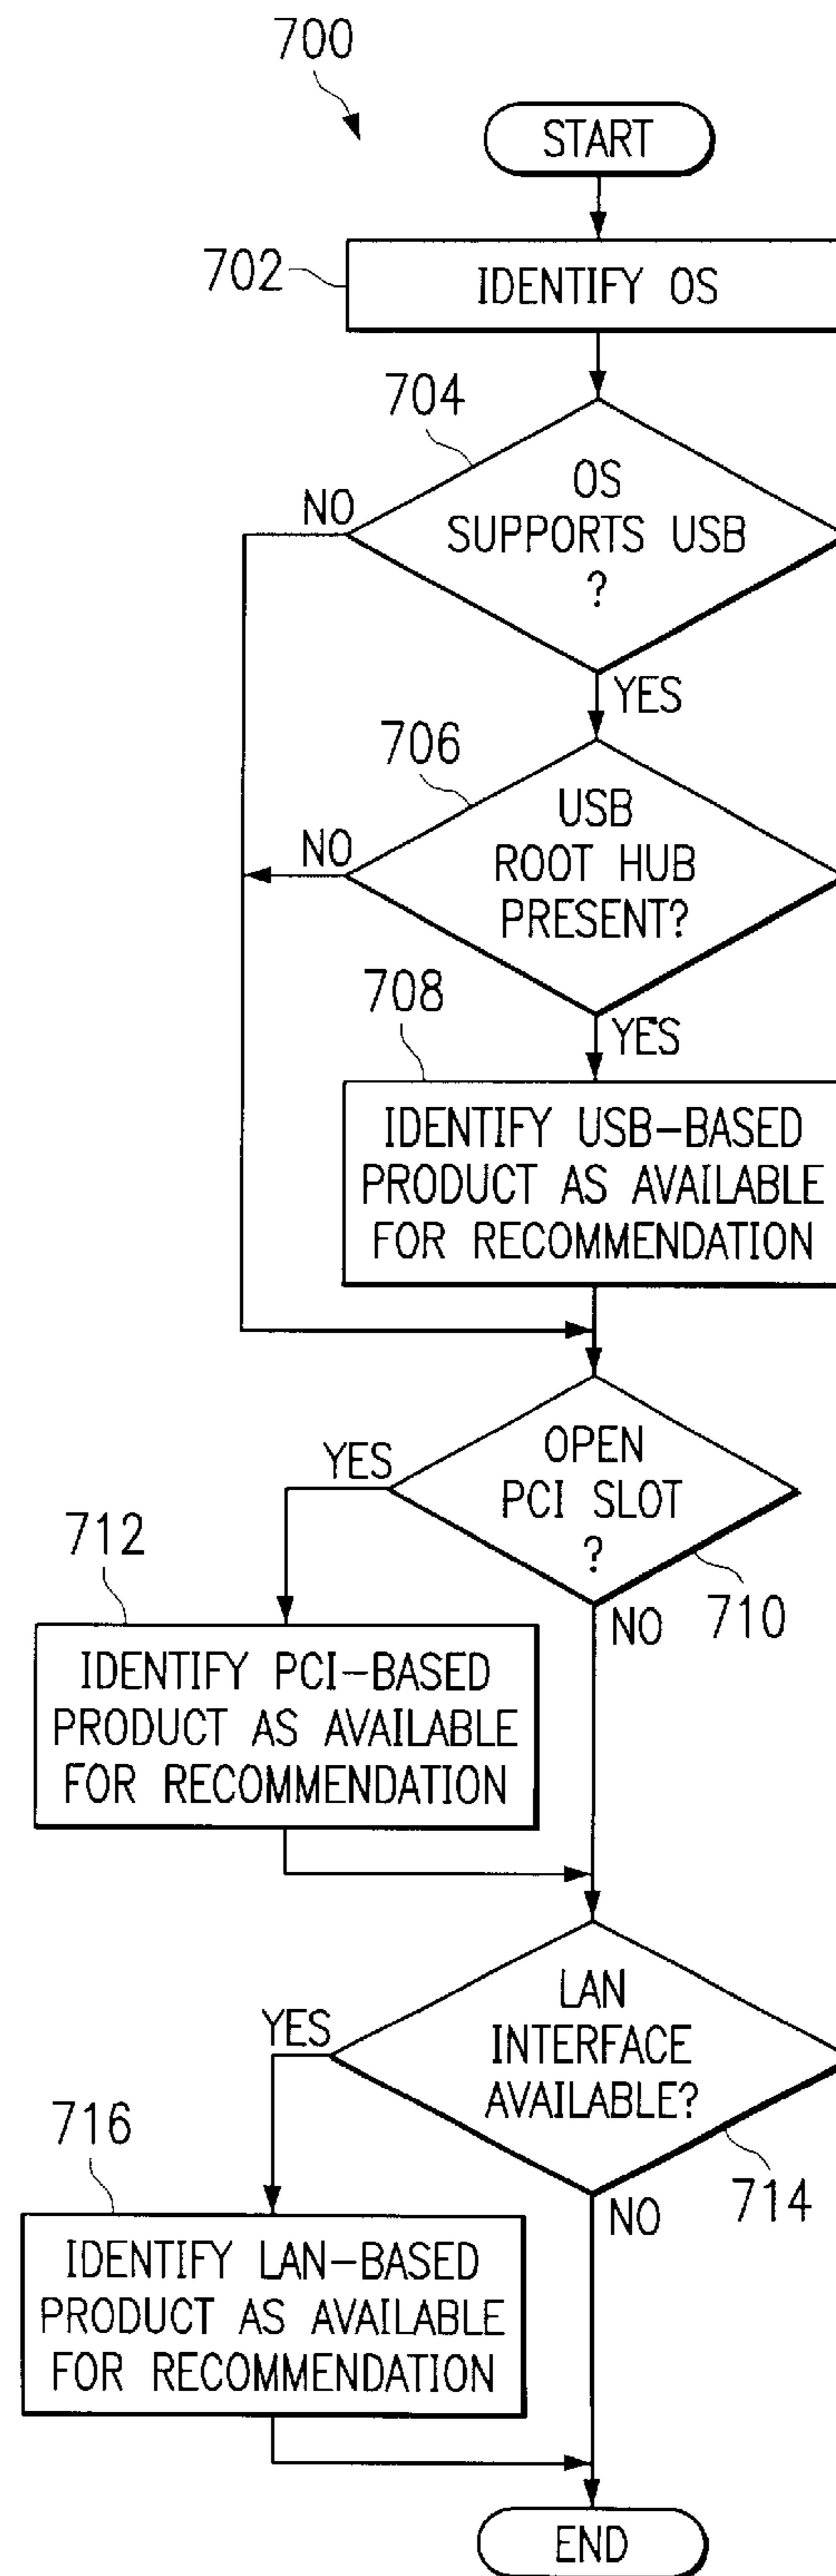 700
START
702
IDENTIFY OS
704
OS
SUPPORTS USB
?
NO
YES
706
USB
ROOT HUB
PRESENT?
NO
YES
708
IDENTIFY USB-BASED
PRODUCT AS AVAILABLE
FOR RECOMMENDATION
OPEN
PCI SLOT
?
YES
710
NO
712
IDENTIFY PCI-BASED
PRODUCT AS AVAILABLE
FOR RECOMMENDATION
LAN
INTERFACE
AVAILABLE?
YES
714
NO
716
IDENTIFY LAN-BASED
PRODUCT AS AVAILABLE
FOR RECOMMENDATION
END